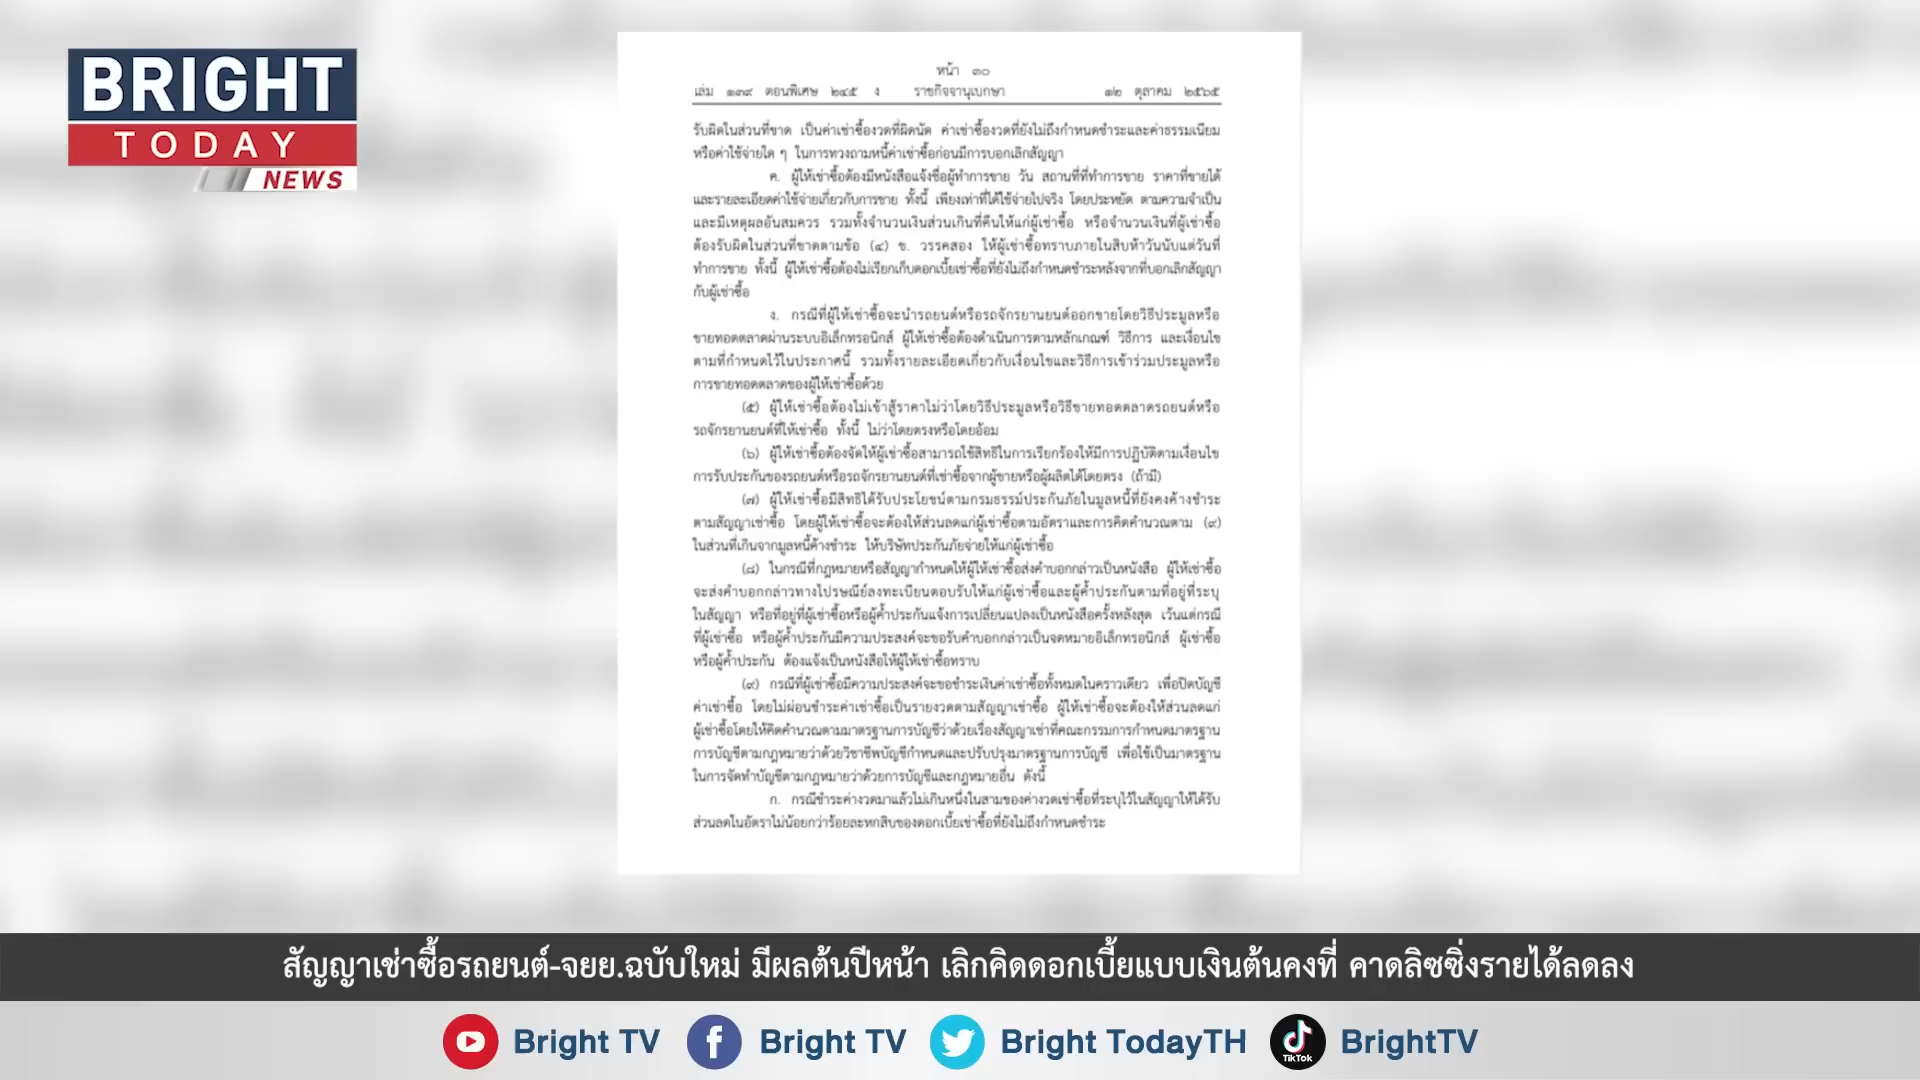 BRIGHT
TODAY
NEWS
หน้า ๓๐
เล่ม ๑๓๙ ตอนพิเศษ ๒๔๕ ง ราชกิจจานุเบกษา ๑๒ ตุลาคม ๒๕๖๕
รับผิดในส่วนที่ขาด เป็นค่าเช่าซื้องวดที่ผิดนัด ค่าเช่าซื้องวดที่ยังไม่ถึงกำหนดชำระและค่าธรรมเนียม
หรือค่าใช้จ่ายใด ๆ ในการทวงถามหนี้ค่าเช่าซื้อก่อนมีการบอกเลิกสัญญา
ค. ผู้ให้เช่าซื้อต้องมีหนังสือแจ้งชื่อผู้ทำการขาย วัน สถานที่ที่ทำการขาย ราคาที่ขายได้
และรายละเอียดค่าใช้จ่ายเกี่ยวกับการขาย ทั้งนี้ เพียงเท่าที่ได้ใช้จ่ายไปจริง โดยประหยัด ตามความจำเป็น
และมีเหตุผลอันสมควร รวมทั้งจำนวนเงินส่วนเกินที่คืนให้แก่ผู้เช่าซื้อ หรือจำนวนเงินที่ผู้เช่าซื้อ
ต้องรับผิดในส่วนที่ขาดตามข้อ (๔) ข. วรรคสอง ให้ผู้เช่าซื้อทราบภายในสิบห้าวันนับแต่วันที่
ทำการขาย ทั้งนี้ ผู้ให้เช่าซื้อต้องไม่เรียกเก็บดอกเบี้ยเช่าซื้อที่ยังไม่ถึงกำหนดชำระหลังจากที่บอกเลิกสัญญา
กับผู้เช่าซื้อ
ง. กรณีที่ผู้ให้เช่าซื้อจะนำรถยนต์หรือรถจักรยานยนต์ออกขายโดยวิธีประมูลหรือ
ขายทอดตลาดผ่านระบบอิเล็กทรอนิกส์ ผู้ให้เช่าซื้อต้องดำเนินการตามหลักเกณฑ์ วิธีการ และเงื่อนไข
ตามที่กำหนดไว้ในประกาศนี้ รวมทั้งรายละเอียดเกี่ยวกับเงื่อนไขและวิธีการเข้าร่วมประมูลหรือ
การขายทอดตลาดของผู้ให้เช่าซื้อด้วย
(๕) ผู้ให้เช่าซื้อต้องไม่เข้าสู้ราคาไม่ว่าโดยวิธีประมูลหรือวิธีขายทอดตลาดรถยนต์หรือ
รถจักรยานยนต์ที่ให้เช่าซื้อ ทั้งนี้ ไม่ว่าโดยตรงหรือโดยอ้อม
(๖) ผู้ให้เช่าซื้อต้องจัดให้ผู้เช่าซื้อสามารถใช้สิทธิในการเรียกร้องให้มีการปฏิบัติตามเงื่อนไข
การรับประกันของรถยนต์หรือรถจักรยานยนต์ที่เช่าซื้อจากผู้ขายหรือผู้ผลิตได้โดยตรง (ถ้ามี)
(๗) ผู้ให้เช่าซื้อมีสิทธิได้รับประโยชน์ตามกรมธรรม์ประกันภัยในมูลหนี้ที่ยังคงค้างชำระ
ตามสัญญาเช่าซื้อ โดยผู้ให้เช่าซื้อจะต้องให้ส่วนลดแก่ผู้เช่าซื้อตามอัตราและการคิดคำนวณตาม (๙)
ในส่วนที่เกินจากมูลหนี้ค้างชำระ ให้บริษัทประกันภัยจ่ายให้แก่ผู้เช่าซื้อ
(๘) ในกรณีที่กฎหมายหรือสัญญากำหนดให้ผู้ให้เช่าซื้อส่งคำบอกกล่าวเป็นหนังสือ ผู้ให้เช่าซื้อ
จะส่งคำบอกกล่าวทางไปรษณีย์ลงทะเบียนตอบรับให้แก่ผู้เช่าซื้อและผู้ค้ำประกันตามที่อยู่ที่ระบุ
ในสัญญา หรือที่อยู่ที่ผู้เช่าซื้อหรือผู้ค้ำประกันแจ้งการเปลี่ยนแปลงเป็นหนังสือครั้งหลังสุด เว้นแต่กรณี
ที่ผู้เช่าซื้อ หรือผู้ค้ำประกันมีความประสงค์จะขอรับคำบอกกล่าวเป็นจดหมายอิเล็กทรอนิกส์ ผู้เช่าซื้อ
หรือผู้ค้ำประกัน ต้องแจ้งเป็นหนังสือให้ผู้ให้เช่าซื้อทราบ
(๙) กรณีที่ผู้เช่าซื้อมีความประสงค์จะขอชำระเงินค่าเช่าซื้อทั้งหมดในคราวเดียว เพื่อปิดบัญชี
ค่าเช่าซื้อ โดยไม่ผ่อนชำระค่าเช่าซื้อเป็นรายงวดตามสัญญาเช่าซื้อ ผู้ให้เช่าซื้อจะต้องให้ส่วนลดแก่
ผู้เช่าซื้อโดยให้คิดคำนวณตามมาตรฐานการบัญชีว่าด้วยเรื่องสัญญาเช่าที่คณะกรรมการกำหนดมาตรฐาน
การบัญชีตามกฎหมายว่าด้วยวิชาชีพบัญชีกำหนดและปรับปรุงมาตรฐานการบัญชี เพื่อใช้เป็นมาตรฐาน
ในการจัดทำบัญชีตามกฎหมายว่าด้วยการบัญชีและกฎหมายอื่น ดังนี้
ก. กรณีชำระค่างวดมาแล้วไม่เกินหนึ่งในสามของค่างวดเช่าซื้อที่ระบุไว้ในสัญญาให้ได้รับ
ส่วนลดในอัตราไม่น้อยกว่าร้อยละหกสิบของดอกเบี้ยเช่าซื้อที่ยังไม่ถึงกำหนดชำระ
สัญญาเช่าซื้อรถยนต์-จยย.ฉบับใหม่ มีผลต้นปีหน้า เลิกคิดดอกเบี้ยแบบเงินต้นคงที่ คาดลิซซิ่งรายได้ลดลง
Bright TV Bright TV Bright TodayTH TikTok BrightTV